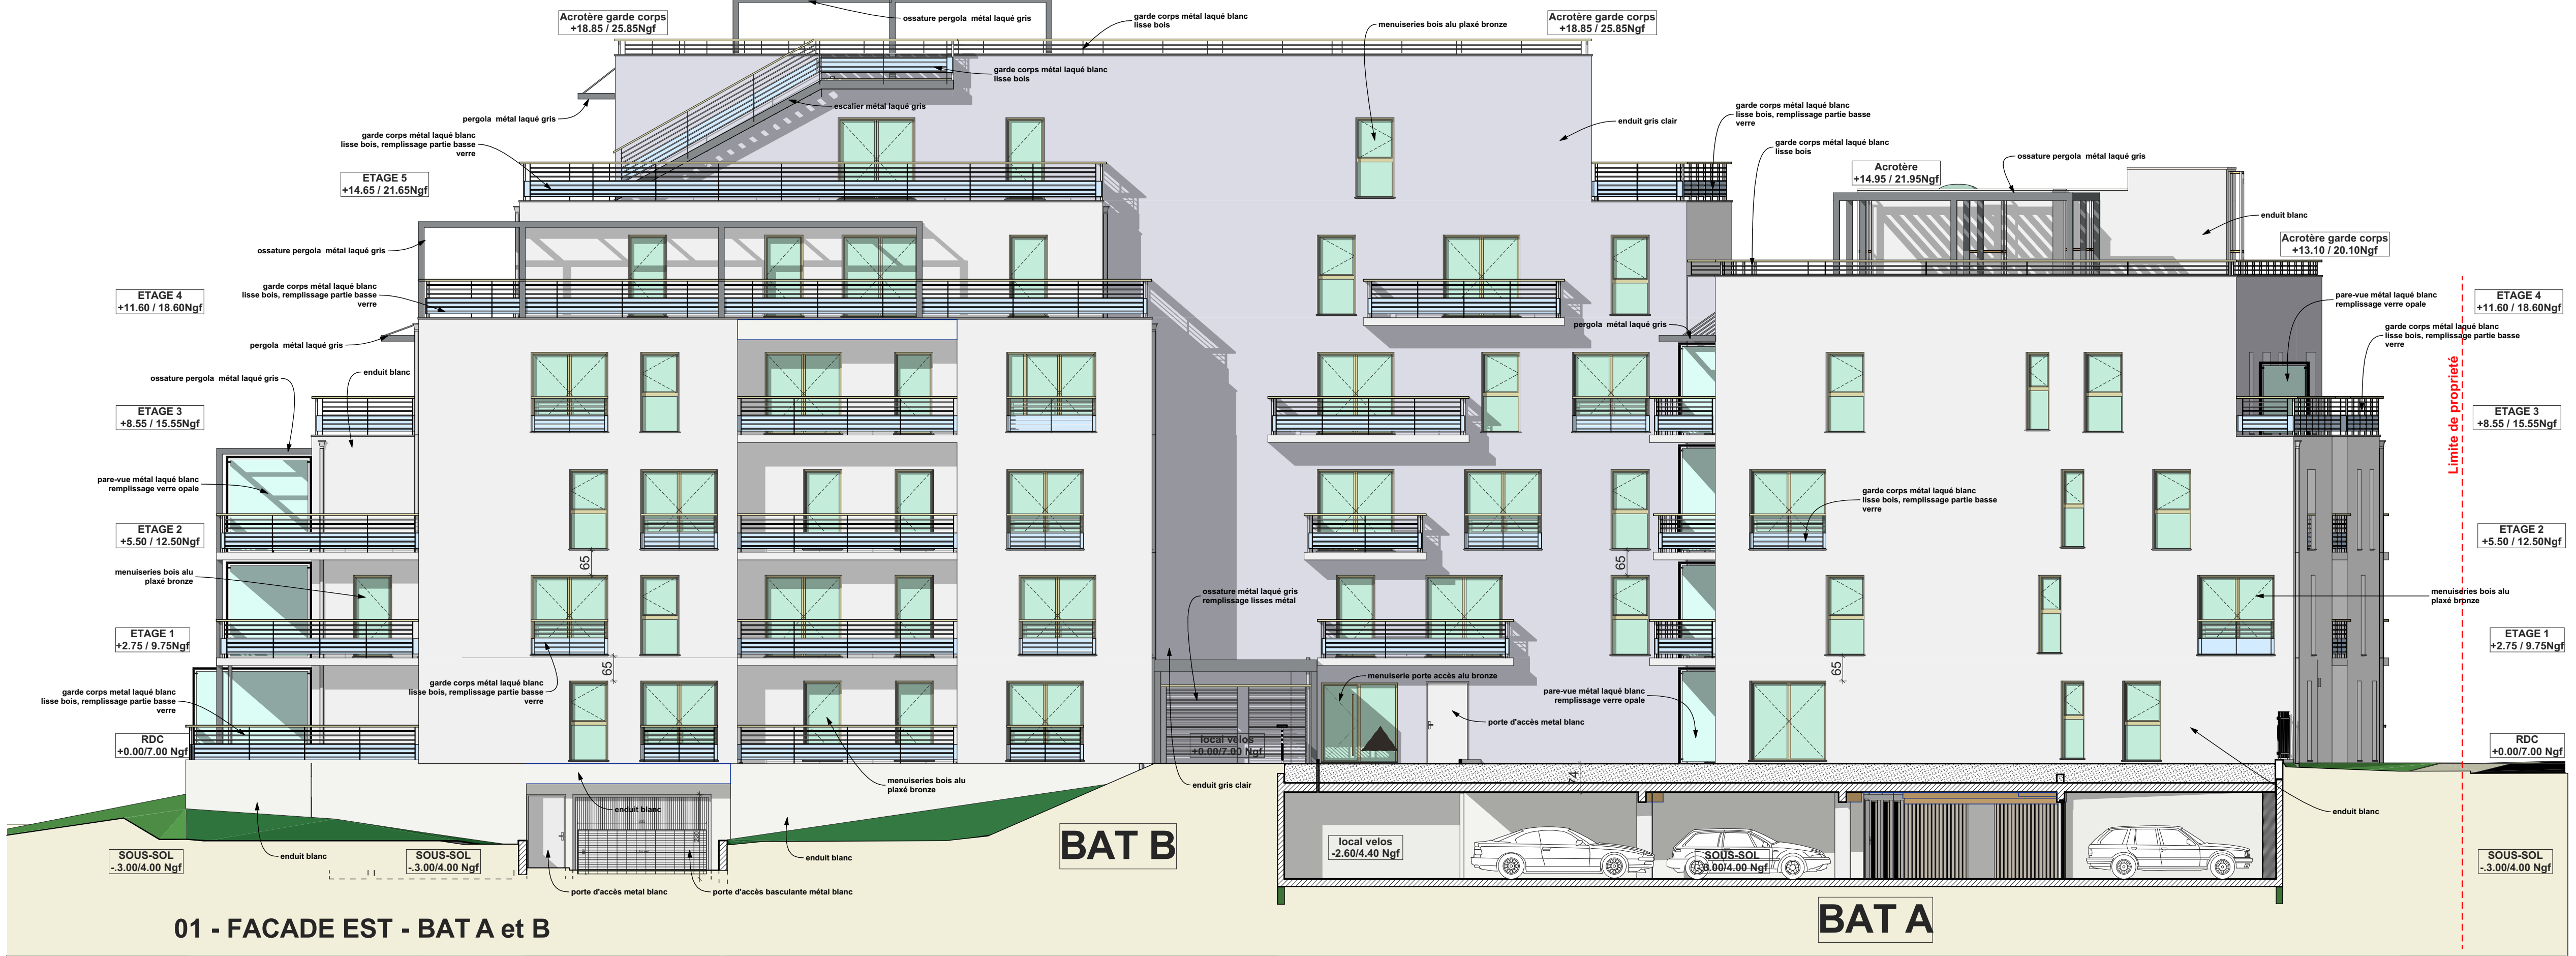 Acrotère garde corps
+18.85 / 25.85Ngf
ossature pergola  métal laqué gris
garde corps métal laqué blanc
lisse bois
menuiseries bois alu plaxé bronze
Acrotère garde corps
+18.85 / 25.85Ngf
garde corps métal laqué blanc
lisse bois
escalier métal laqué gris
pergola  métal laqué gris
enduit gris clair
garde corps métal laqué blanc
lisse bois, remplissage partie basse
verre
garde corps métal laqué blanc
lisse bois, remplissage partie basse
verre
garde corps métal laqué blanc
lisse bois
ossature pergola  métal laqué gris
Acrotère
+14.95 / 21.95Ngf
ETAGE 5
+14.65 / 21.65Ngf
enduit blanc
Acrotère garde corps
+13.10 / 20.10Ngf
ossature pergola  métal laqué gris
garde corps métal laqué blanc
lisse bois, remplissage partie basse
verre
ETAGE 4
+11.60 / 18.60Ngf
pare-vue métal laqué blanc
remplissage verre opale
ETAGE 4
+11.60 / 18.60Ngf
pergola  métal laqué gris
garde corps métal laqué blanc
lisse bois, remplissage partie basse
verre
pergola  métal laqué gris
enduit blanc
ossature pergola  métal laqué gris
Limite de proprieté
ETAGE 3
+8.55 / 15.55Ngf
ETAGE 3
+8.55 / 15.55Ngf
pare-vue métal laqué blanc
remplissage verre opale
garde corps métal laqué blanc
lisse bois, remplissage partie basse
verre
ETAGE 2
+5.50 / 12.50Ngf
ETAGE 2
+5.50 / 12.50Ngf
65
65
menuiseries bois alu
plaxé bronze
ossature métal laqué gris
remplissage lisses métal
menuiseries bois alu
plaxé bronze
ETAGE 1
+2.75 / 9.75Ngf
ETAGE 1
+2.75 / 9.75Ngf
65
65
menuiserie porte accès alu bronze
garde corps métal laqué blanc
lisse bois, remplissage partie basse
verre
garde corps metal laqué blanc
lisse bois, remplissage partie basse
verre
pare-vue métal laqué blanc
remplissage verre opale
porte d'accès metal blanc
RDC
+0.00/7.00 Ngf
local velos
+0.00/7.00 Ngf
RDC
+0.00/7.00 Ngf
74
menuiseries bois alu
plaxé bronze
enduit gris clair
enduit blanc
enduit blanc
SOUS-SOL
-.3.00/4.00 Ngf
enduit blanc
SOUS-SOL
-.3.00/4.00 Ngf
enduit blanc
BAT B
local velos
-2.60/4.40 Ngf
SOUS-SOL
-.3.00/4.00 Ngf
SOUS-SOL
-.3.00/4.00 Ngf
porte d'accès metal blanc
porte d'accès basculante métal blanc
01 - FACADE EST - BAT A et B
BAT A